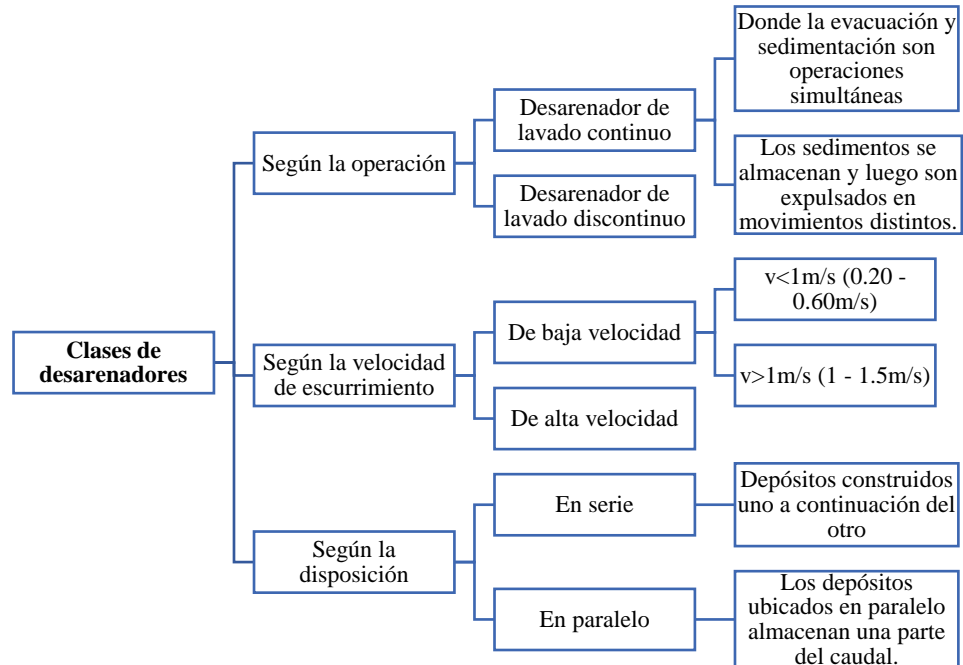 Clases de
desarenadores
Según la operación
Desarenador de
lavado continuo
Donde la evacuación y
sedimentación son
operaciones
simultáneas
Los sedimentos se
almacenan y luego son
expulsados en
movimientos distintos.
Desarenador de
lavado discontinuo
Según la velocidad
de escurrimiento
De baja velocidad
v<1m/s (0.20 -
0.60m/s)
v>1m/s (1 - 1.5m/s)
De alta velocidad
Según la
disposición
En serie
Depósitos construidos
uno a continuación del
otro
En paralelo
Los depósitos
ubicados en paralelo
almacenan una parte
del caudal.